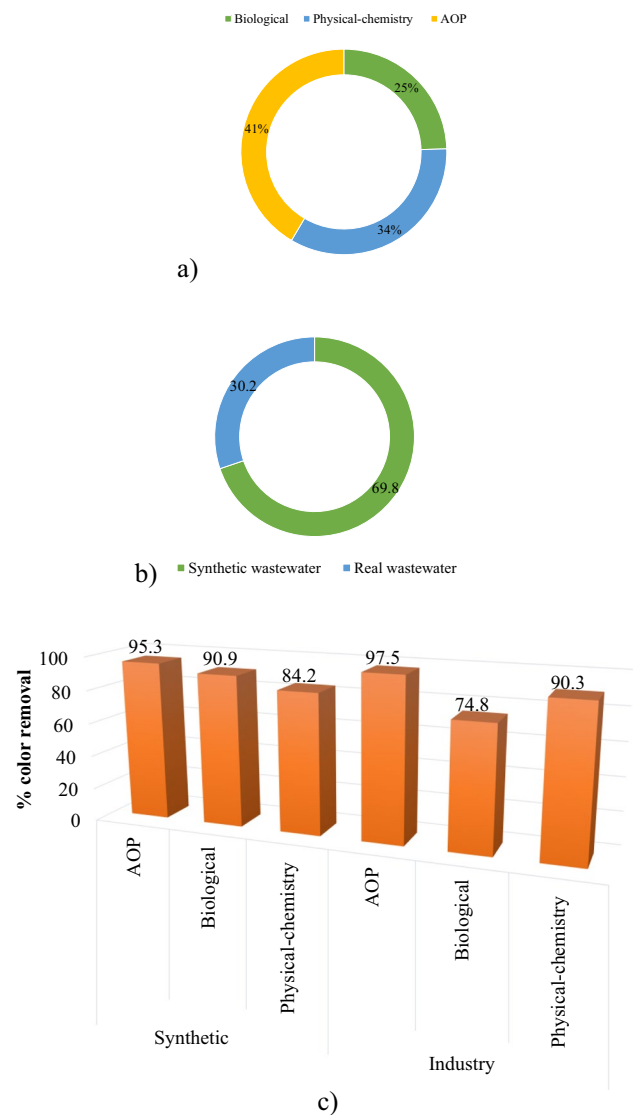 Biological Physical-chemistry AOP
25%
41%
34%
a)
30.2
69.8
b)
Synthetic wastewater Real wastewater
% color removal
100
80
60
40
20
0
95.3
90.9
84.2
97.5
74.8
90.3
AOP
Biological
Physical-chemistry
AOP
Biological
Physical-chemistry
Synthetic
Industry
c)